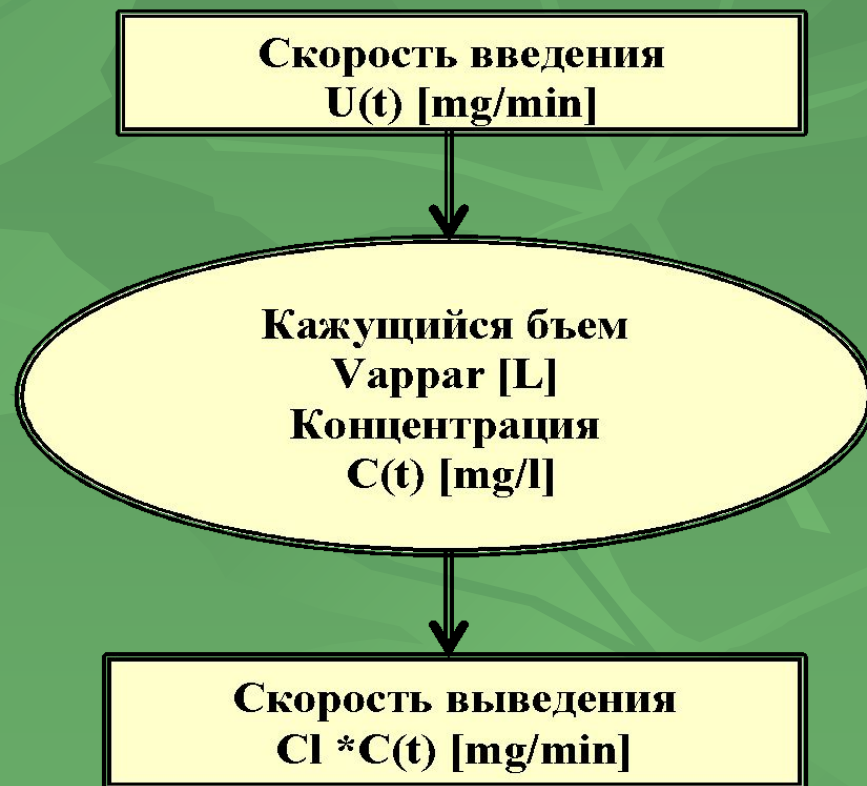 Скорость введения
U(t) [mg/min]
Кажущийся бъем
Vappar [L]
Концентрация
C(t) [mg/l]
Скорость выведения
Cl *C(t) [mg/min]